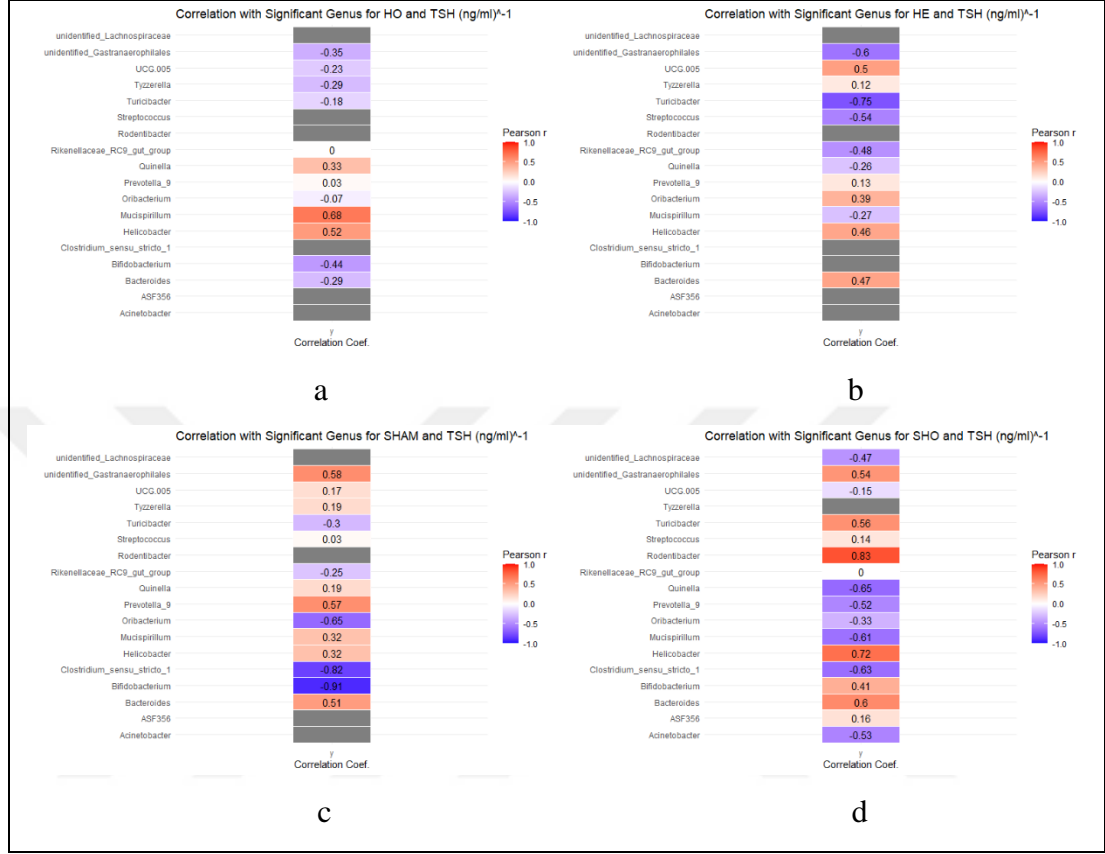 Correlation with Significant Genus for HO and TSH (ng/ml)^-1
unidentified_Lachnospiraceae
unidentified_Gastranaerophilales -0.35
UCG.005 -0.23
Tyzzerella -0.29
Turicibacter -0.18
Streptococcus
Rodentibacter
Rikenellaceae_RC9_gut_group 0
Quinella 0.33
Prevotella_9 0.03
Oribacterium -0.07
Mucispirillum 0.68
Helicobacter 0.52
Clostridium_sensu_stricto_1
Bifidobacterium -0.44
Bacteroides -0.29
ASF356
Acinetobacter
y
Correlation Coef.
Pearson r
1.0
0.5
0.0
-0.5
-1.0
a
Correlation with Significant Genus for HE and TSH (ng/ml)^-1
unidentified_Lachnospiraceae
unidentified_Gastranaerophilales -0.6
UCG.005 0.5
Tyzzerella 0.12
Turicibacter -0.75
Streptococcus -0.54
Rodentibacter
Rikenellaceae_RC9_gut_group -0.48
Quinella -0.26
Prevotella_9 0.13
Oribacterium 0.39
Mucispirillum -0.27
Helicobacter 0.46
Clostridium_sensu_stricto_1
Bifidobacterium
Bacteroides 0.47
ASF356
Acinetobacter
y
Correlation Coef.
Pearson r
1.0
0.5
0.0
-0.5
-1.0
b
Correlation with Significant Genus for SHAM and TSH (ng/ml)^-1
unidentified_Lachnospiraceae
unidentified_Gastranaerophilales 0.58
UCG.005 0.17
Tyzzerella 0.19
Turicibacter -0.3
Streptococcus 0.03
Rodentibacter
Rikenellaceae_RC9_gut_group -0.25
Quinella 0.19
Prevotella_9 0.57
Oribacterium -0.65
Mucispirillum 0.32
Helicobacter 0.32
Clostridium_sensu_stricto_1 -0.82
Bifidobacterium -0.91
Bacteroides 0.51
ASF356
Acinetobacter
y
Correlation Coef.
Pearson r
1.0
0.5
0.0
-0.5
-1.0
c
Correlation with Significant Genus for SHO and TSH (ng/ml)^-1
unidentified_Lachnospiraceae -0.47
unidentified_Gastranaerophilales 0.54
UCG.005 -0.15
Tyzzerella
Turicibacter 0.56
Streptococcus 0.14
Rodentibacter 0.83
Rikenellaceae_RC9_gut_group 0
Quinella -0.65
Prevotella_9 -0.52
Oribacterium -0.33
Mucispirillum -0.61
Helicobacter 0.72
Clostridium_sensu_stricto_1 -0.63
Bifidobacterium 0.41
Bacteroides 0.6
ASF356 0.16
Acinetobacter -0.53
y
Correlation Coef.
Pearson r
1.0
0.5
0.0
-0.5
-1.0
d